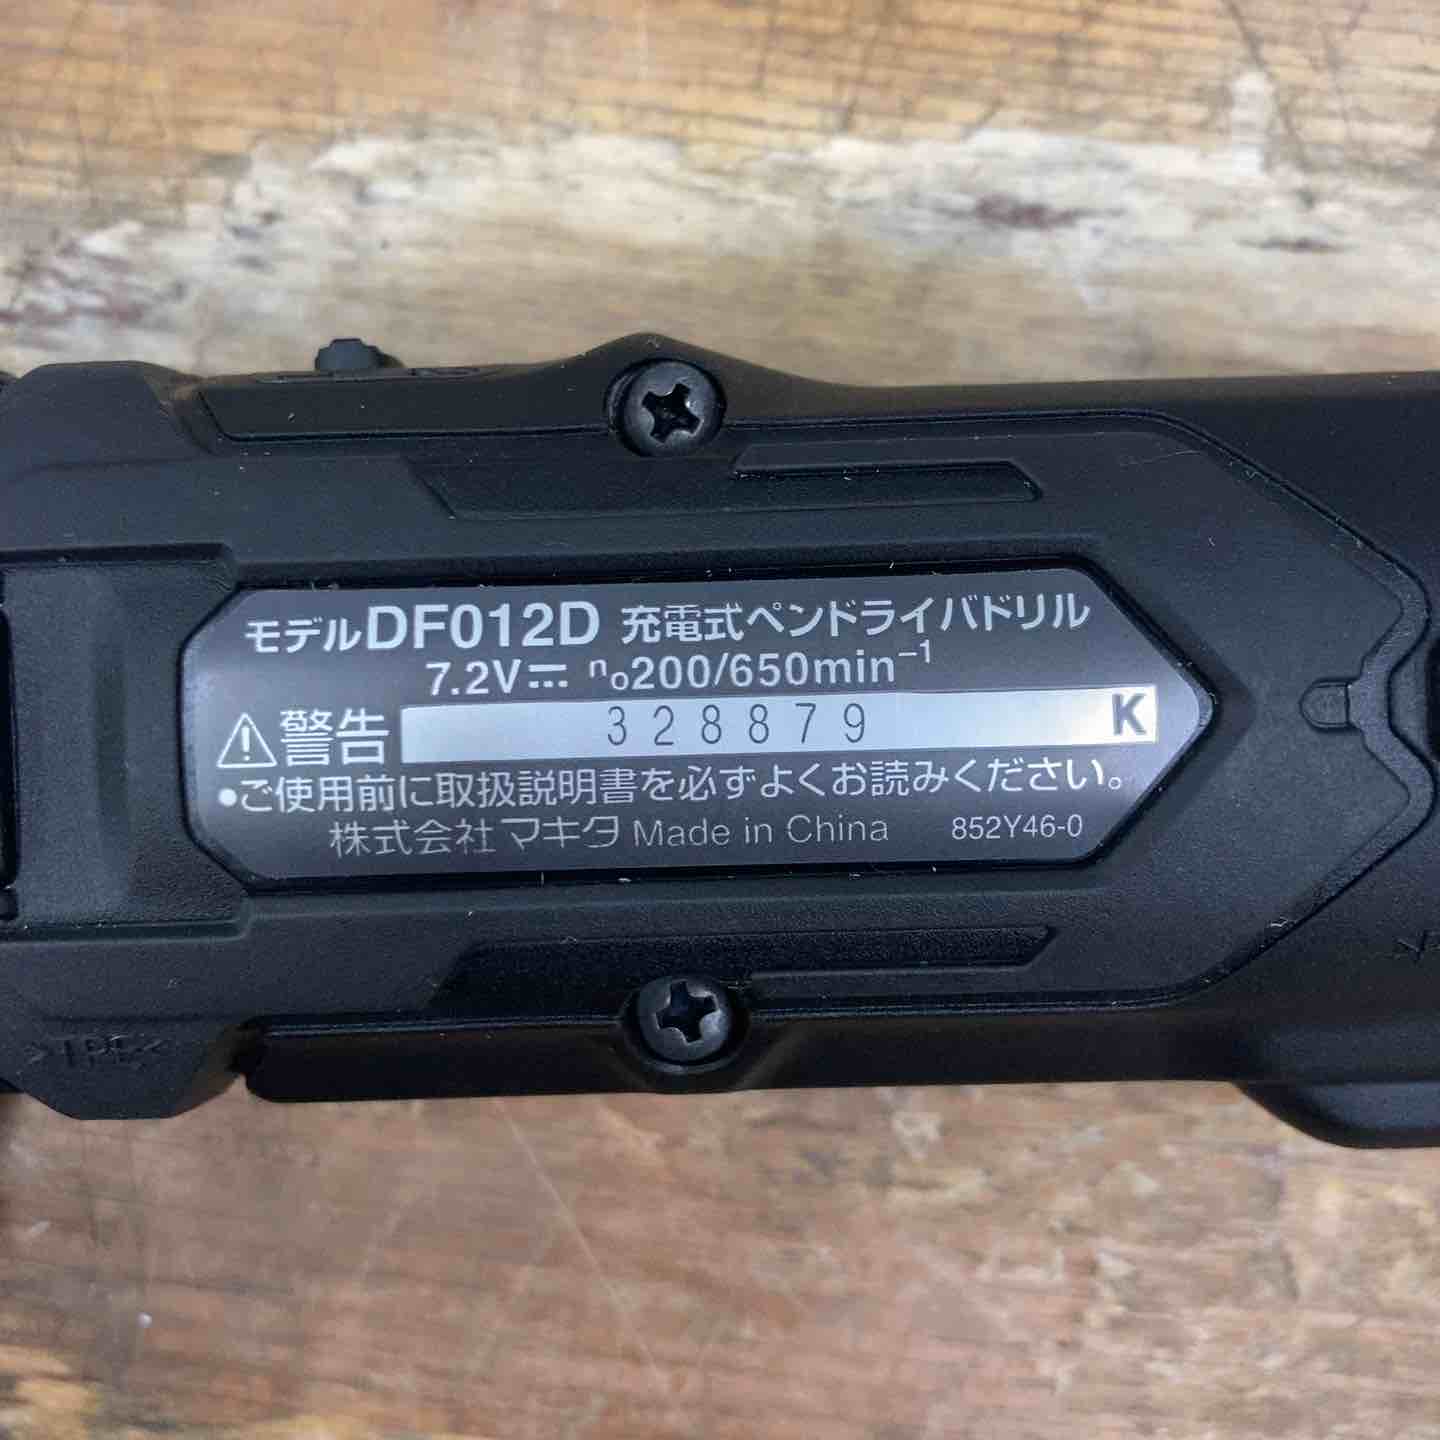 モデルDF012D 充電式ペンドライバドリル
7.2V⎓ n₀200/650min⁻¹
⚠警告 328879 K
●ご使用前に取扱説明書を必ずよくお読みください。
株式会社マキタ Made in China 852Y46-0